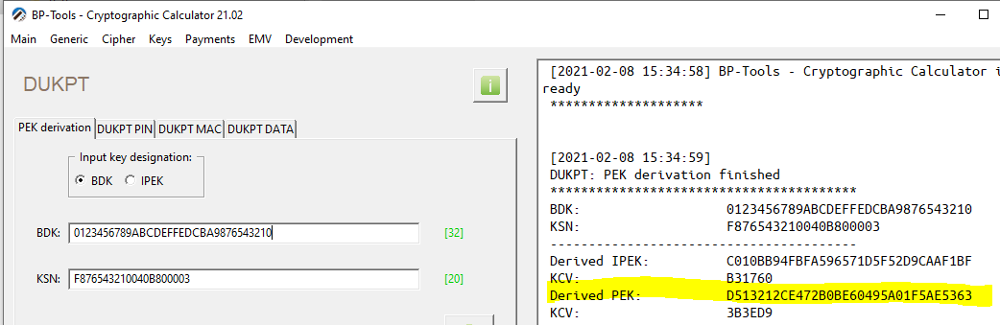 BP-Tools - Cryptographic Calculator 21.02
Main Generic Cipher Keys Payments EMV Development
DUKPT
i
PEK derivation DUKPT PIN DUKPT MAC DUKPT DATA
Input key designation:
BDK IPEK
BDK: 0123456789ABCDEFFEDCBA9876543210 [32]
KSN: F876543210040B800003 [20]
[2021-02-08 15:34:58] BP-Tools - Cryptographic Calculator i
ready
********************
[2021-02-08 15:34:59]
DUKPT: PEK derivation finished
****************************************
BDK: 0123456789ABCDEFFEDCBA9876543210
KSN: F876543210040B800003
----------------------------------------
Derived IPEK: C010BB94FBFA596571D5F52D9CAAF1BF
KCV: B31760
Derived PEK: D513212CE472B0BE60495A01F5AE5363
KCV: 3B3ED9